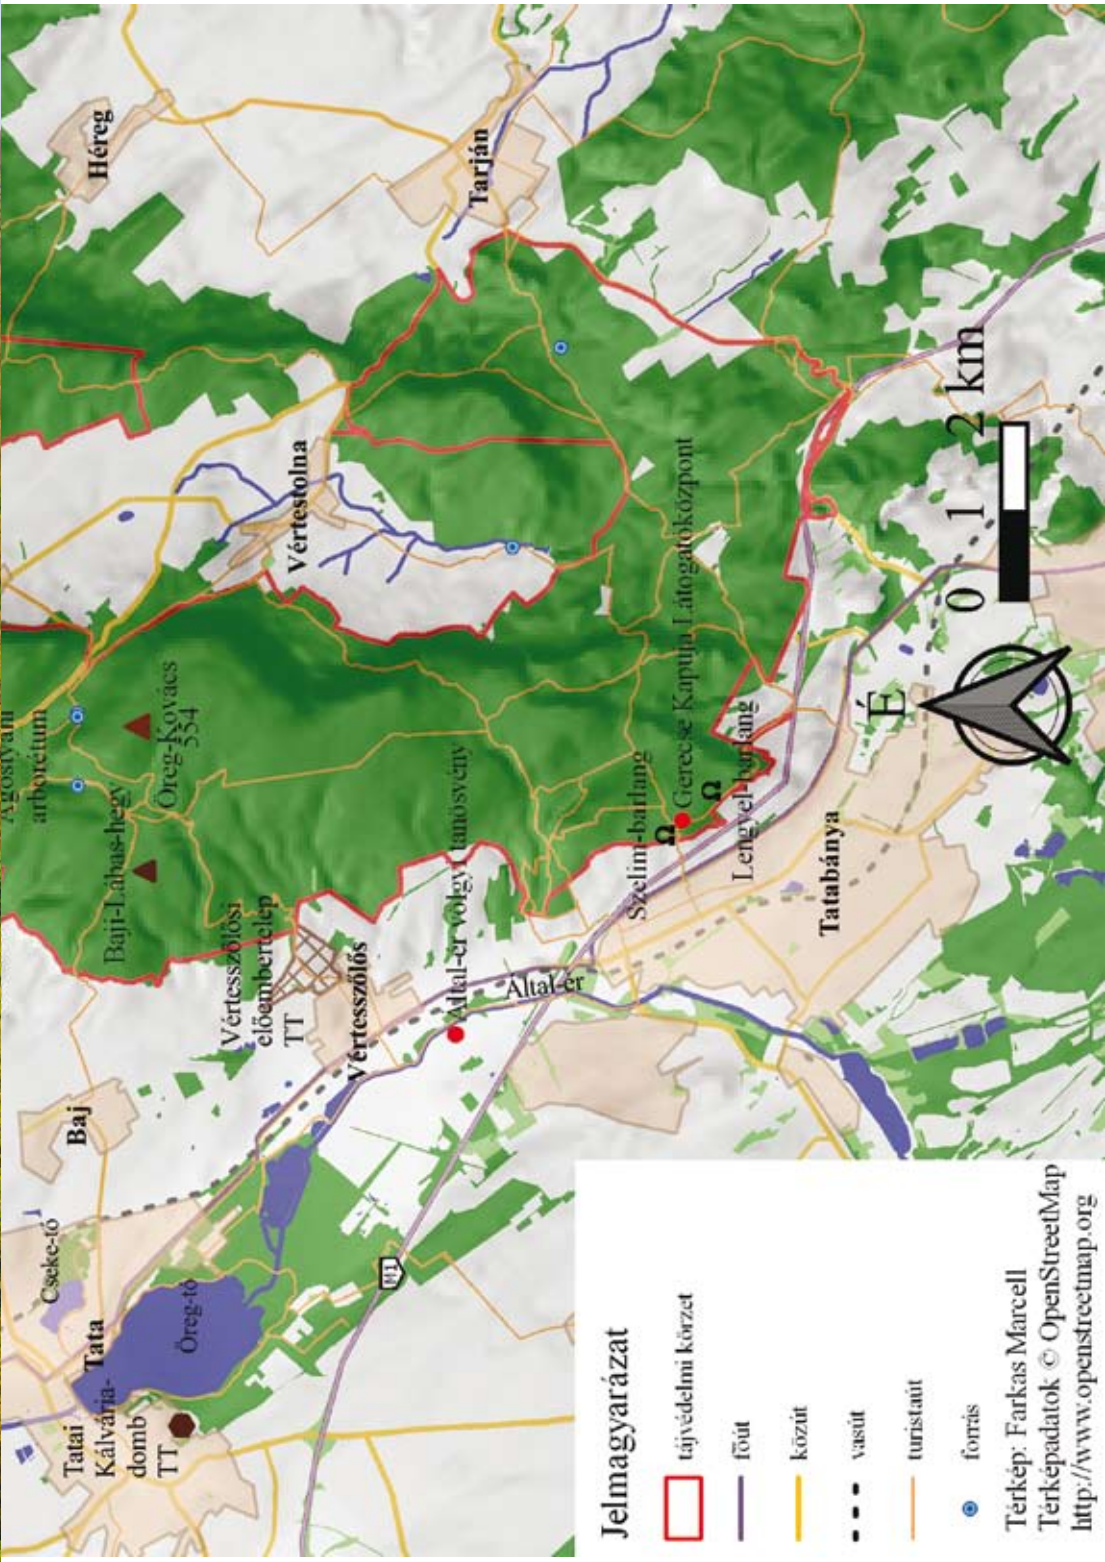 Ágostyáni
arborétum
Öreg-Kovács
554
Baji-Lábas-hegy
Baj
Cseke-tó
Tata
Öreg-tó
Tatai
Kálvária-
domb
TT
Héreg
Tarján
Vértestolna
Vértesszőlősi
előembertelep
TT
Vértesszőlős
Által-ér völgyi tanösvény
Által-ér
Szelim-barlang
Gerecse Kapuja Látogatóközpont
Lengyel-barlang
Tatabánya
M1
É
0 1 2 km
Jelmagyarázat
tájvédelmi körzet
főút
közút
vasút
turistaút
forrás
Térkép: Farkas Marcell
Térképadatok © OpenStreetMap
http://www.openstreetmap.org